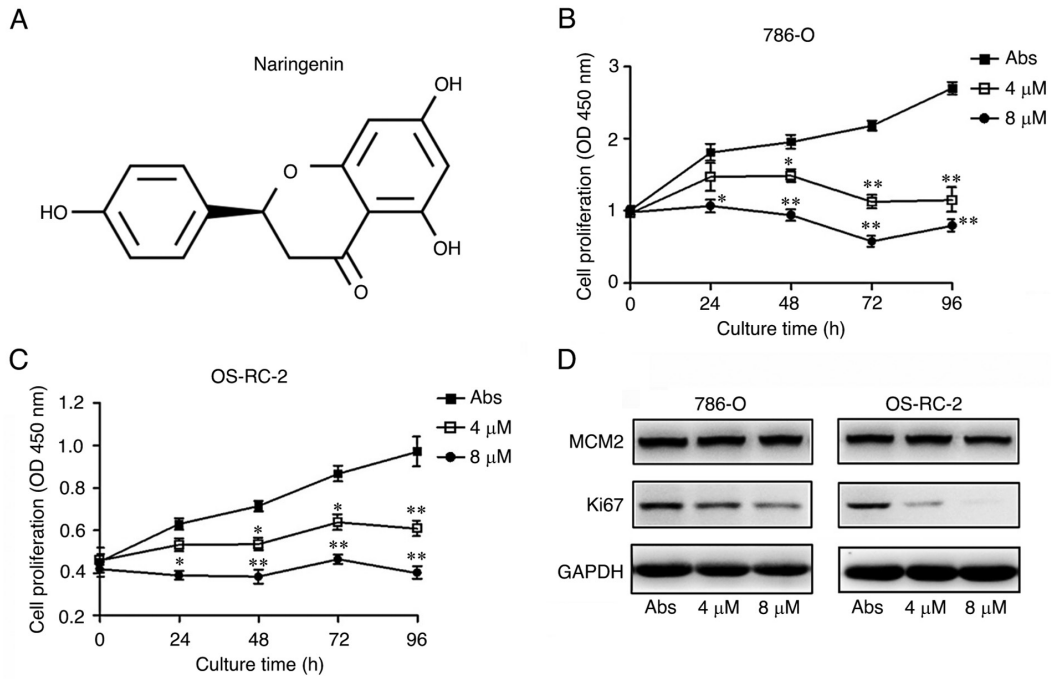 A
Naringenin
OH
O
HO
OH
O
B
786-O
Abs
4 μM
8 μM
Cell proliferation (OD 450 nm)
3
2
1
0
*
*
**
**
**
**
**
0 24 48 72 96
Culture time (h)
C
OS-RC-2
Abs
4 μM
8 μM
Cell proliferation (OD 450 nm)
1.2
1.0
0.8
0.6
0.4
0.2
*
*
**
*
**
**
**
0 24 48 72 96
Culture time (h)
D
786-O OS-RC-2
MCM2
Ki67
GAPDH
Abs 4 μM 8 μM Abs 4 μM 8 μM